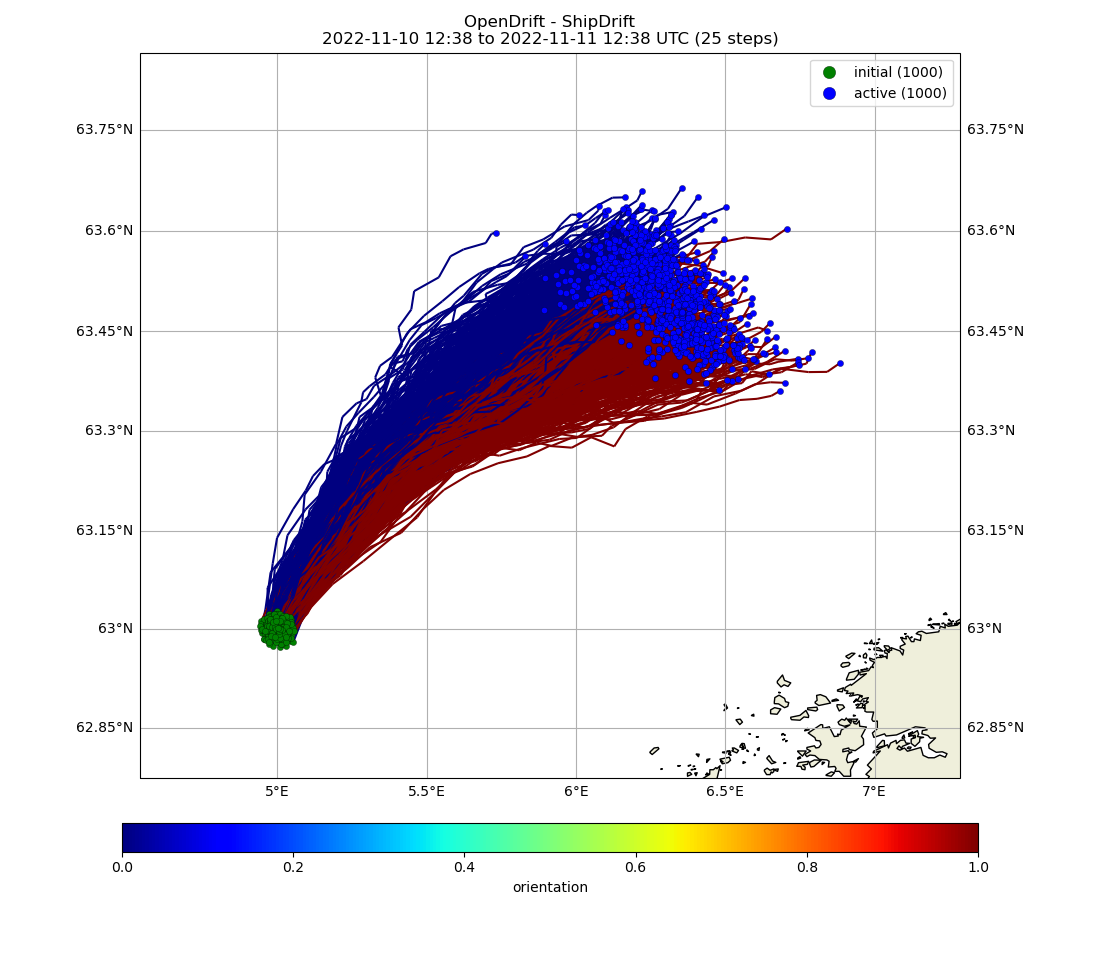 OpenDrift - ShipDrift
2022-11-10 12:38 to 2022-11-11 12:38 UTC (25 steps)
initial (1000)
active (1000)
63.75°N 63.75°N
63.6°N 63.6°N
63.45°N 63.45°N
63.3°N 63.3°N
63.15°N 63.15°N
63°N 63°N
62.85°N 62.85°N
5°E 5.5°E 6°E 6.5°E 7°E
0.0 0.2 0.4 0.6 0.8 1.0
orientation